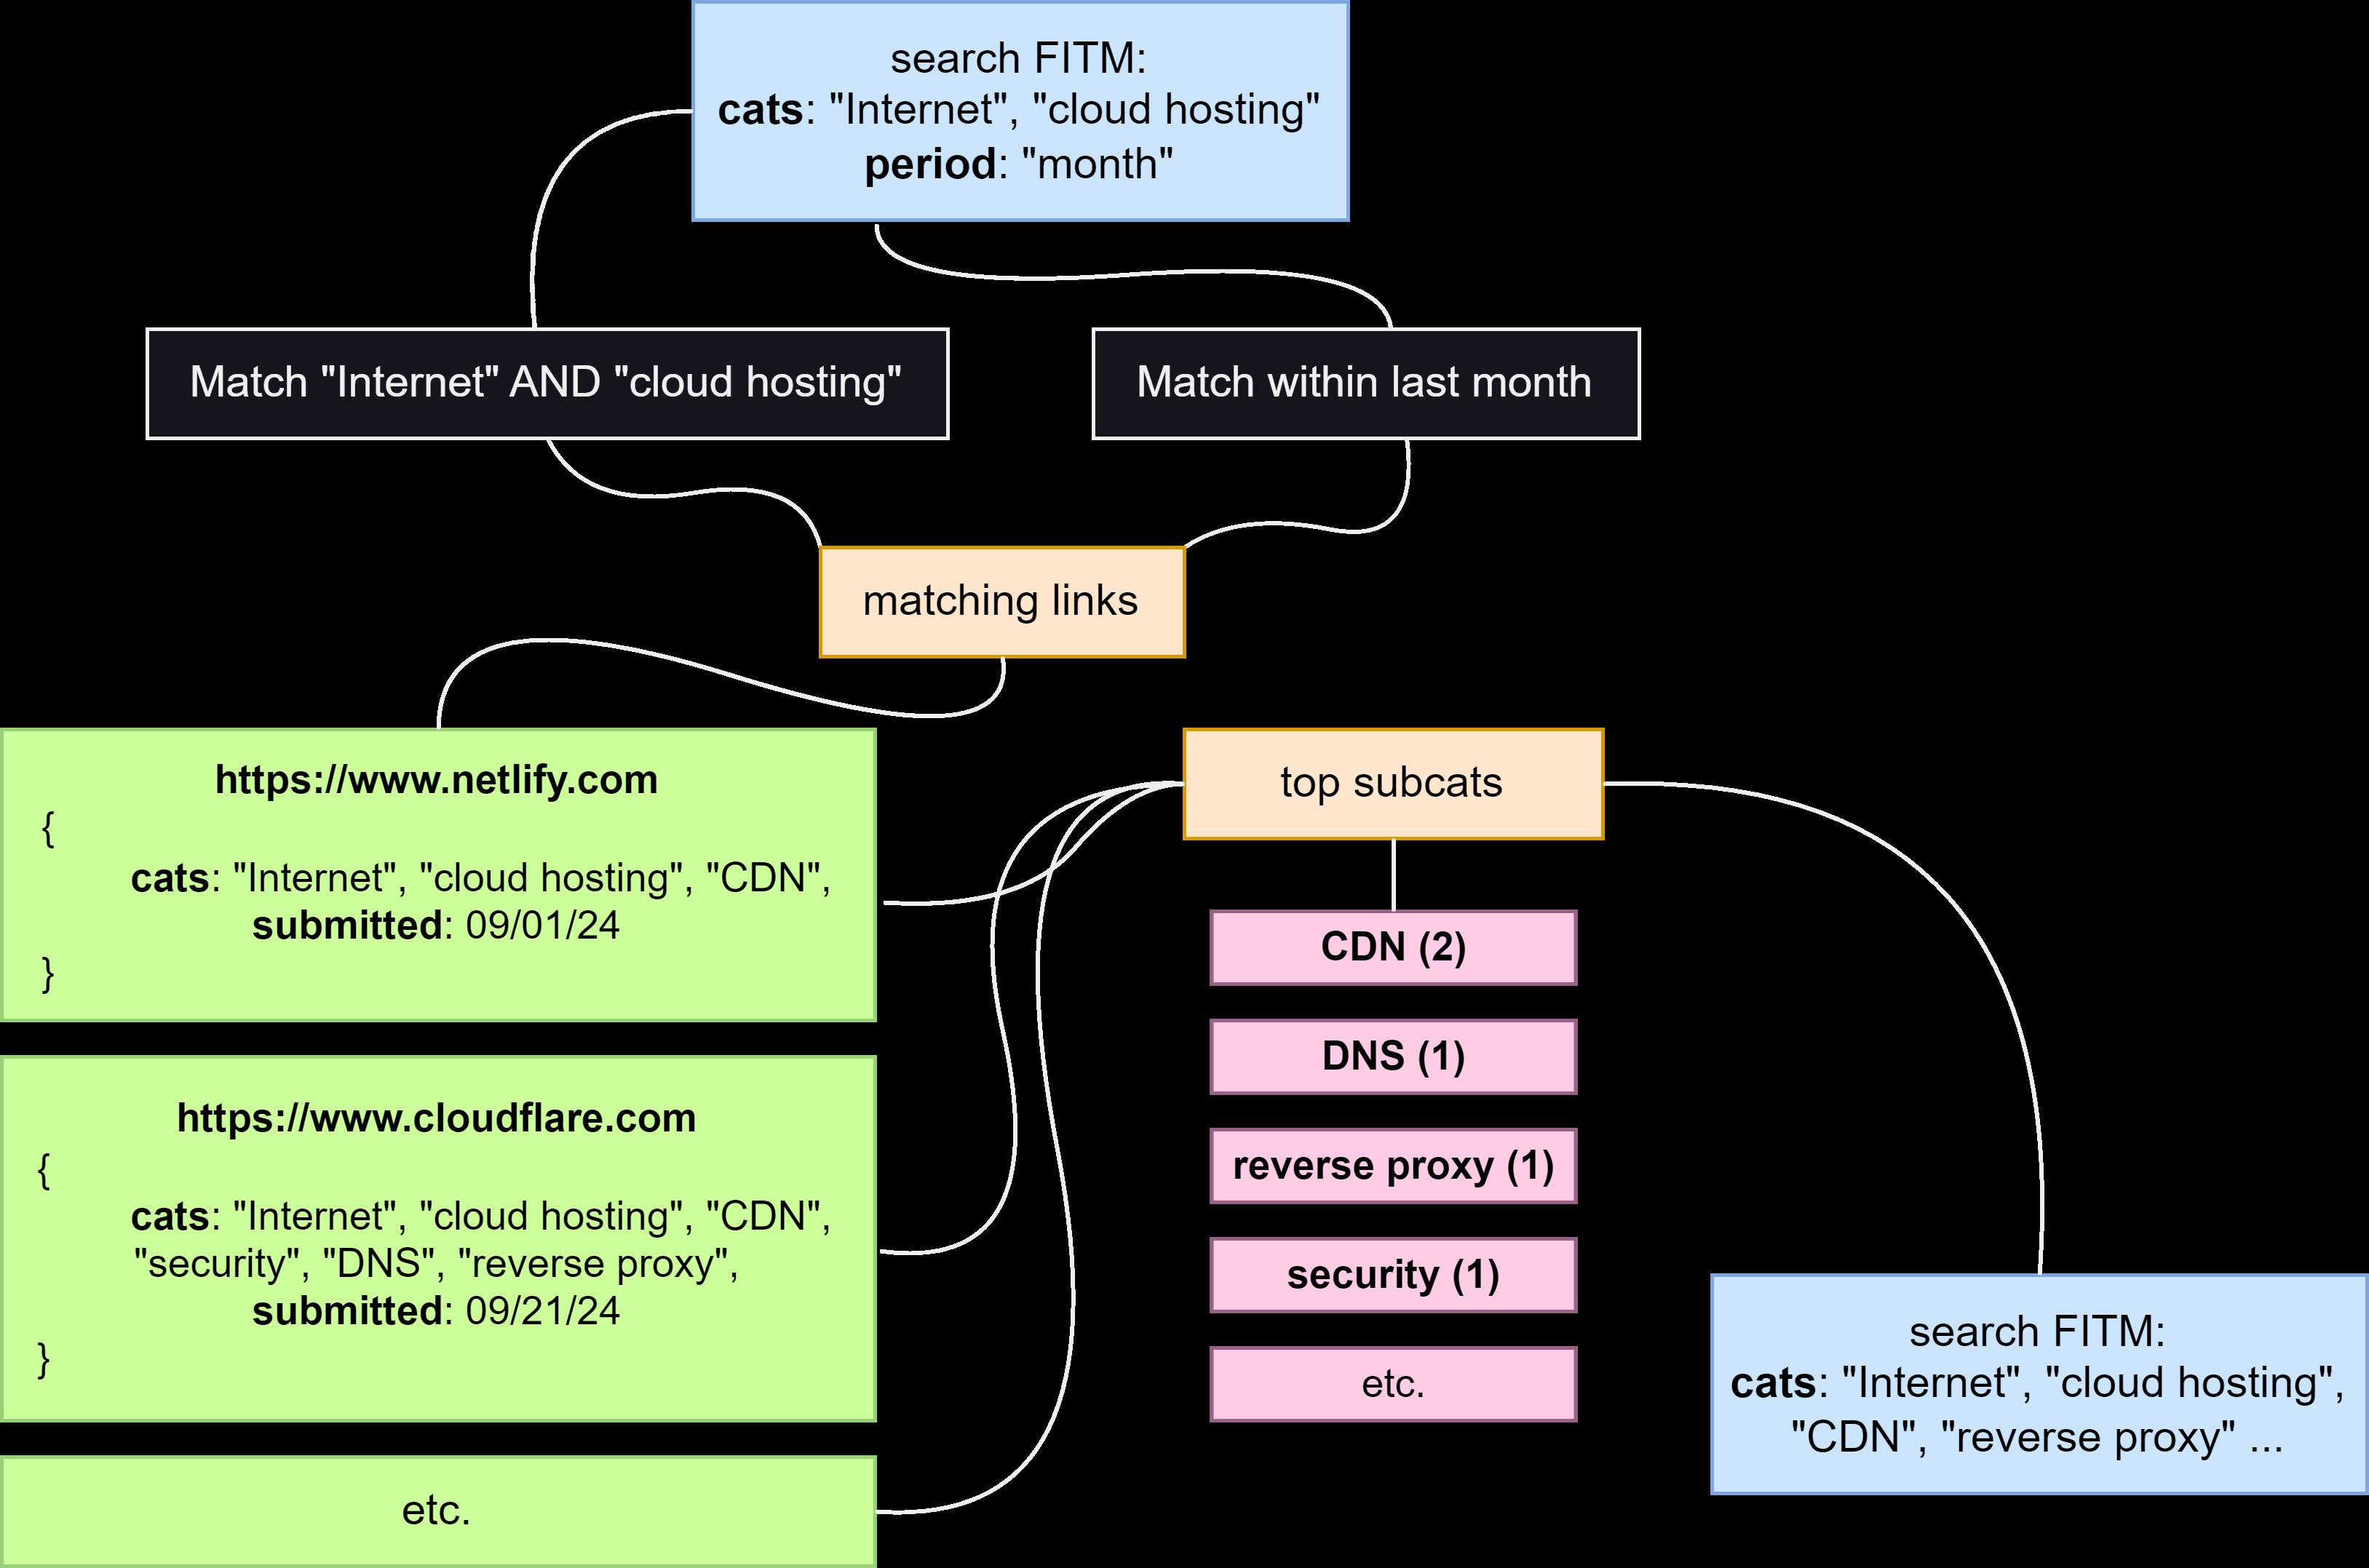 search FITM:
cats: "Internet", "cloud hosting"
period: "month"
Match "Internet" AND "cloud hosting"
Match within last month
matching links
https://www.netlify.com
{
cats: "Internet", "cloud hosting", "CDN",
submitted: 09/01/24
}
https://www.cloudflare.com
{
cats: "Internet", "cloud hosting", "CDN",
"security", "DNS", "reverse proxy",
submitted: 09/21/24
}
etc.
top subcats
CDN (2)
DNS (1)
reverse proxy (1)
security (1)
etc.
search FITM:
cats: "Internet", "cloud hosting",
"CDN", "reverse proxy" ...